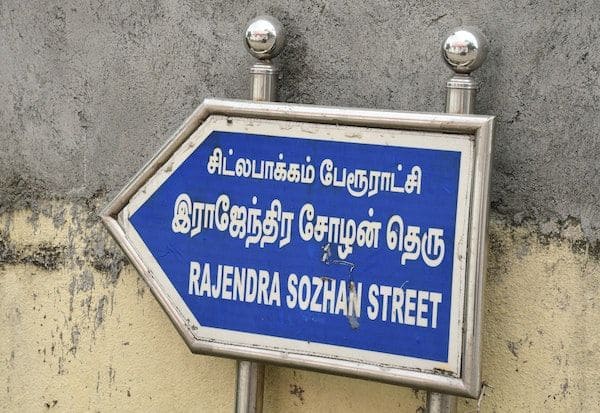 சிட்லபாக்கம் பேரூராட்சி
இராஜேந்திர சோழன் தெரு
RAJENDRA SOZHAN STREET